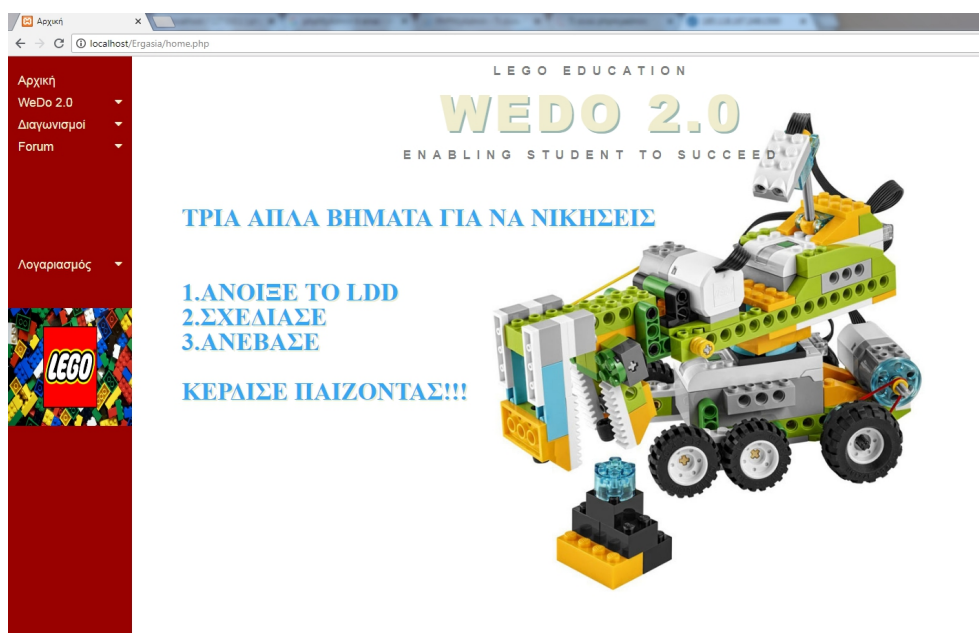 Αρχική
localhost/Ergasia/home.php
Αρχική
WeDo 2.0
Διαγωνισμοί
Forum
Λογαριασμός
LEGO
LEGO EDUCATION
WEDO 2.0
ENABLING STUDENT TO SUCCEED
ΤΡΙΑ ΑΠΛΑ ΒΗΜΑΤΑ ΓΙΑ ΝΑ ΝΙΚΗΣΕΙΣ
1.ΑΝΟΙΞΕ ΤΟ LDD
2.ΣΧΕΔΙΑΣΕ
3.ΑΝΕΒΑΣΕ
ΚΕΡΔΙΣΕ ΠΑΙΖΟΝΤΑΣ!!!